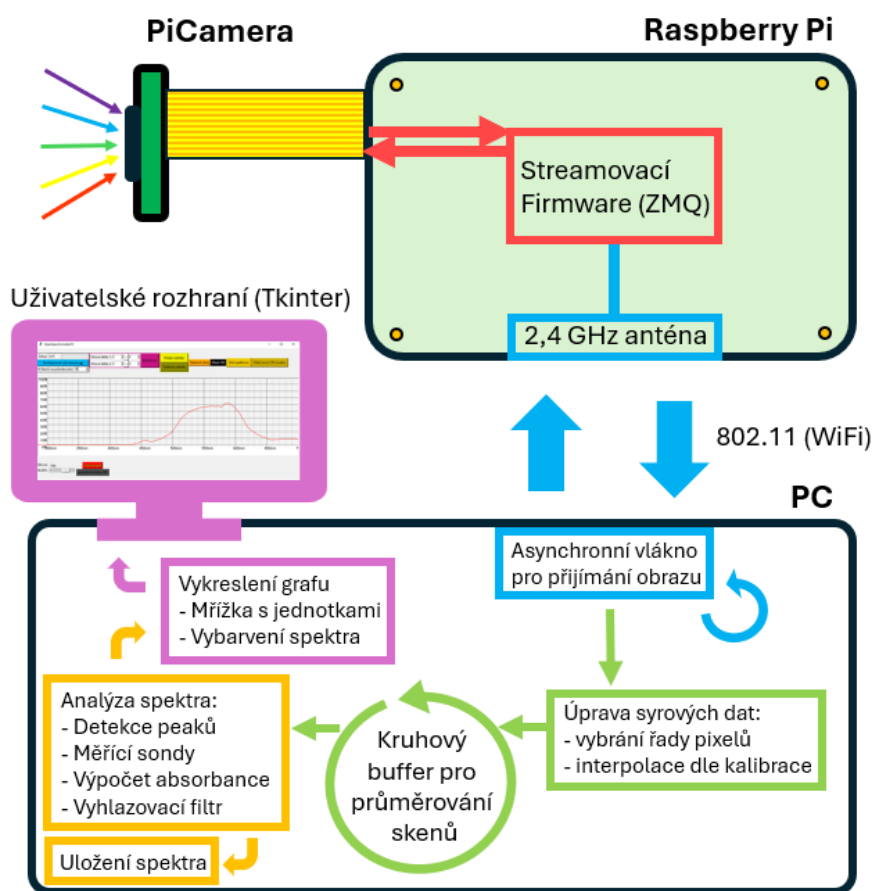 PiCamera
Raspberry Pi
Streamovací
Firmware (ZMQ)
2,4 GHz anténa
Uživatelské rozhraní (Tkinter)
802.11 (WiFi)
PC
Asynchronní vlákno
pro přijímání obrazu
Vykreslení grafu
- Mřížka s jednotkami
- Vybarvení spektra
Analýza spektra:
- Detekce peaků
- Měřící sondy
- Výpočet absorbance
- Vyhlazovací filtr
Kruhový
buffer pro
průměrování
skenů
Úprava syrových dat:
- vybrání řady pixelů
- interpolace dle kalibrace
Uložení spektra